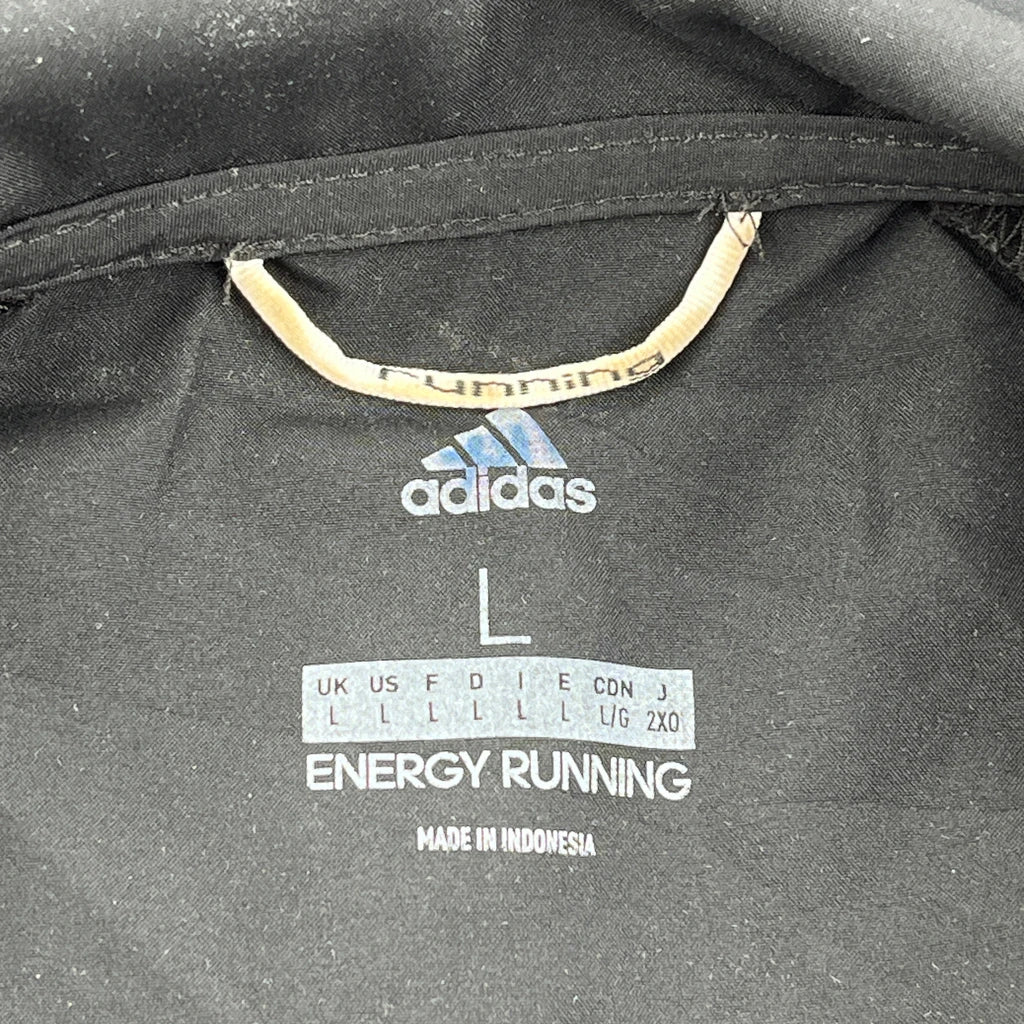 running
adidas
L
UK US F D I E CDN J
L L L L L L L/G 2XO
ENERGY RUNNING
MADE IN INDONESIA